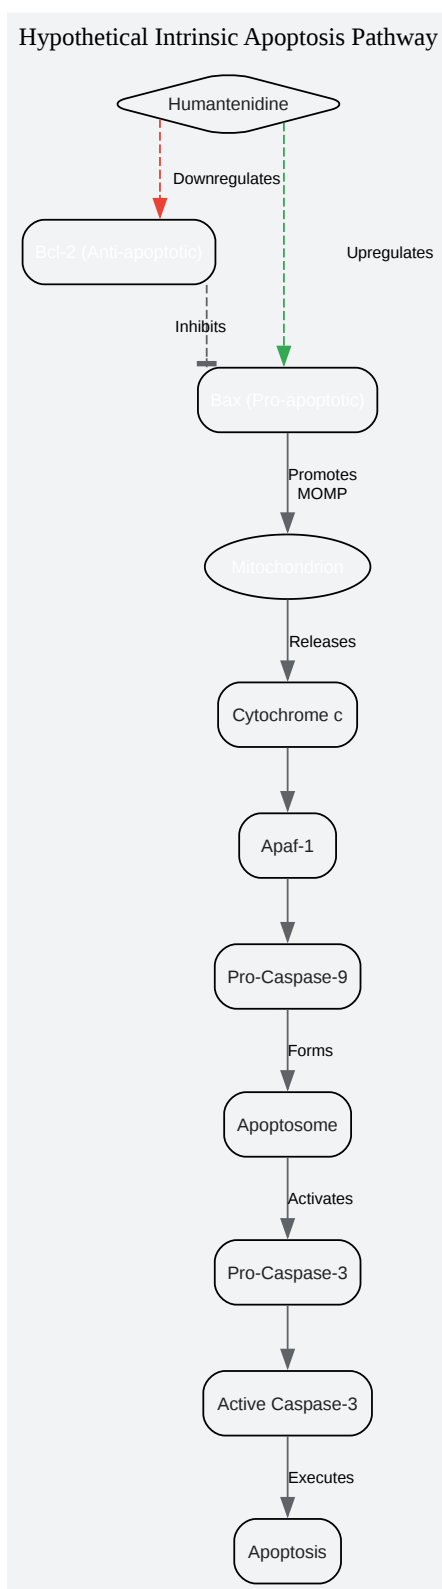 Hypothetical Intrinsic Apoptosis Pathway
Humantenidine
Downregulates
Bcl-2 (Anti-apoptotic)
Upregulates
Inhibits
Bax (Pro-apoptotic)
Promotes
MOMP
Mitochondrion
Releases
Cytochrome c
Apaf-1
Pro-Caspase-9
Forms
Apoptosome
Activates
Pro-Caspase-3
Active Caspase-3
Executes
Apoptosis